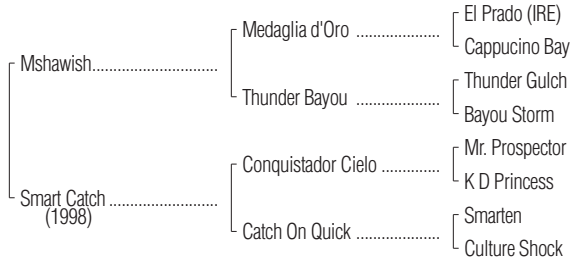 El Prado (IRE)
Medaglia d'Oro ..................
Cappucino Bay
Mshawish...........................
Thunder Gulch
Thunder Bayou ..................
Bayou Storm
Mr. Prospector
Conquistador Cielo ..............
K D Princess
Smart Catch .......................
(1998)
Smarten
Catch On Quick ..................
Culture Shock